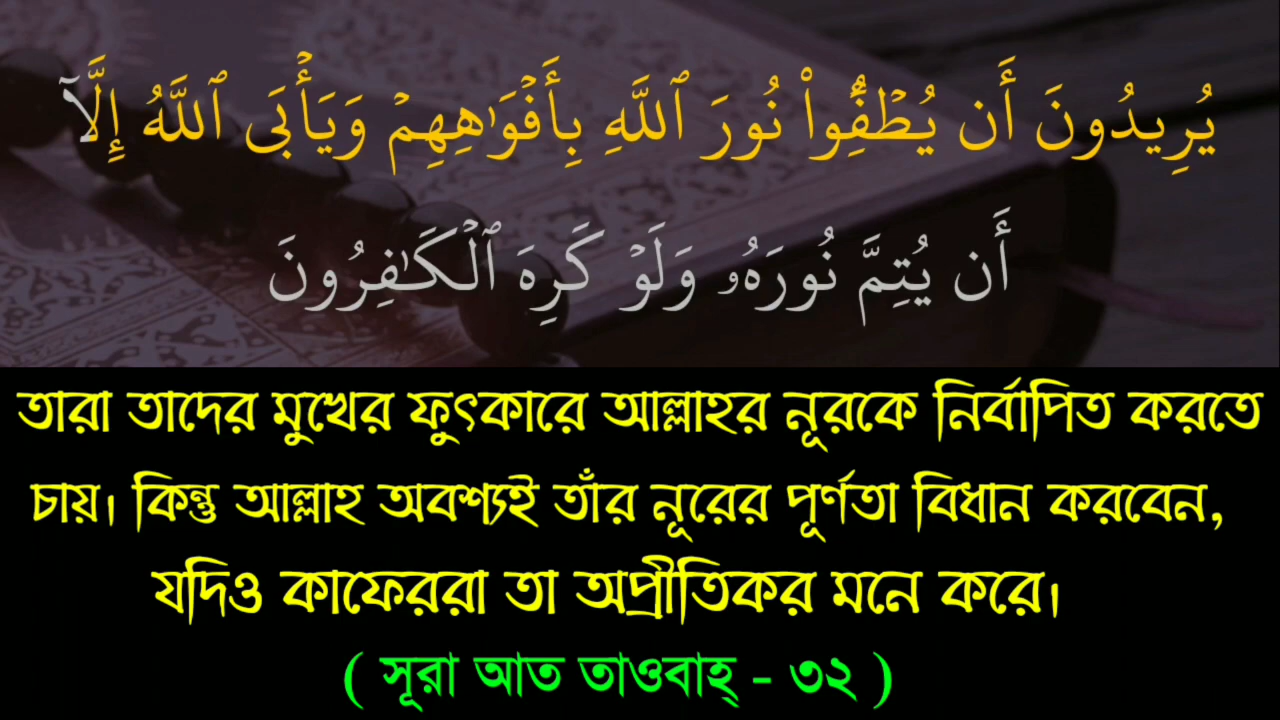 يُرِيدُونَ أَن يُطْفِـُٔوا۟ نُورَ ٱللَّهِ بِأَفْوَٰهِهِمْ وَيَأْبَى ٱللَّهُ إِلَّآ
أَن يُتِمَّ نُورَهُۥ وَلَوْ كَرِهَ ٱلْكَـٰفِرُونَ
তারা তাদের মুখের ফুৎকারে আল্লাহর নূরকে নির্বাপিত করতে
চায়। কিন্তু আল্লাহ অবশ্যই তাঁর নূরের পূর্ণতা বিধান করবেন,
যদিও কাফেররা তা অপ্রীতিকর মনে করে।
( সূরা আত তাওবাহ্ - ৩২ )